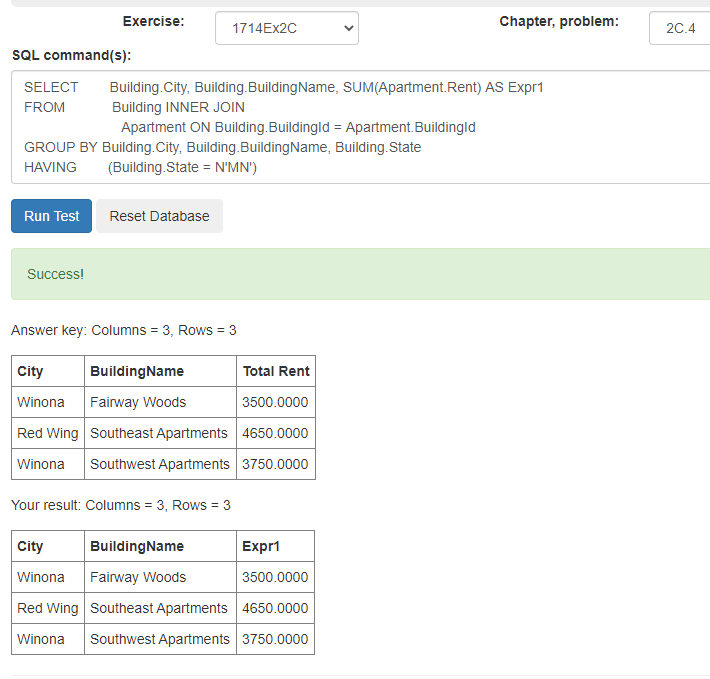 Exercise: 1714Ex2C Chapter, problem: 2C.4
SQL command(s):
SELECT Building.City, Building.BuildingName, SUM(Apartment.Rent) AS Expr1
FROM Building INNER JOIN
Apartment ON Building.BuildingId = Apartment.BuildingId
GROUP BY Building.City, Building.BuildingName, Building.State
HAVING (Building.State = N'MN')
Run Test Reset Database
Success!
Answer key: Columns = 3, Rows = 3
City BuildingName Total Rent
Winona Fairway Woods 3500.0000
Red Wing Southeast Apartments 4650.0000
Winona Southwest Apartments 3750.0000
Your result: Columns = 3, Rows = 3
City BuildingName Expr1
Winona Fairway Woods 3500.0000
Red Wing Southeast Apartments 4650.0000
Winona Southwest Apartments 3750.0000